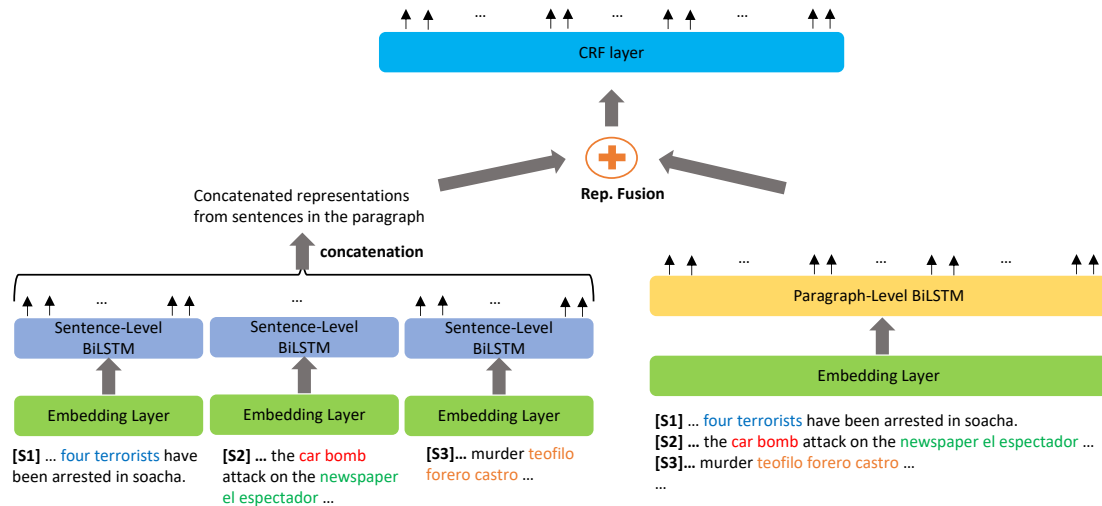 ...
...
...
CRF layer
Rep. Fusion
Concatenated representations
from sentences in the paragraph
concatenation
...
...
...
Sentence-Level
BiLSTM
Sentence-Level
BiLSTM
Sentence-Level
BiLSTM
Embedding Layer
Embedding Layer
Embedding Layer
[S1] ... four terrorists have
been arrested in soacha.
[S2] ... the car bomb
attack on the newspaper
el espectador ...
[S3]... murder teofilo
forero castro ...
...
...
...
Paragraph-Level BiLSTM
Embedding Layer
[S1] ... four terrorists have been arrested in soacha.
[S2] ... the car bomb attack on the newspaper el espectador ...
[S3]... murder teofilo forero castro ...
...